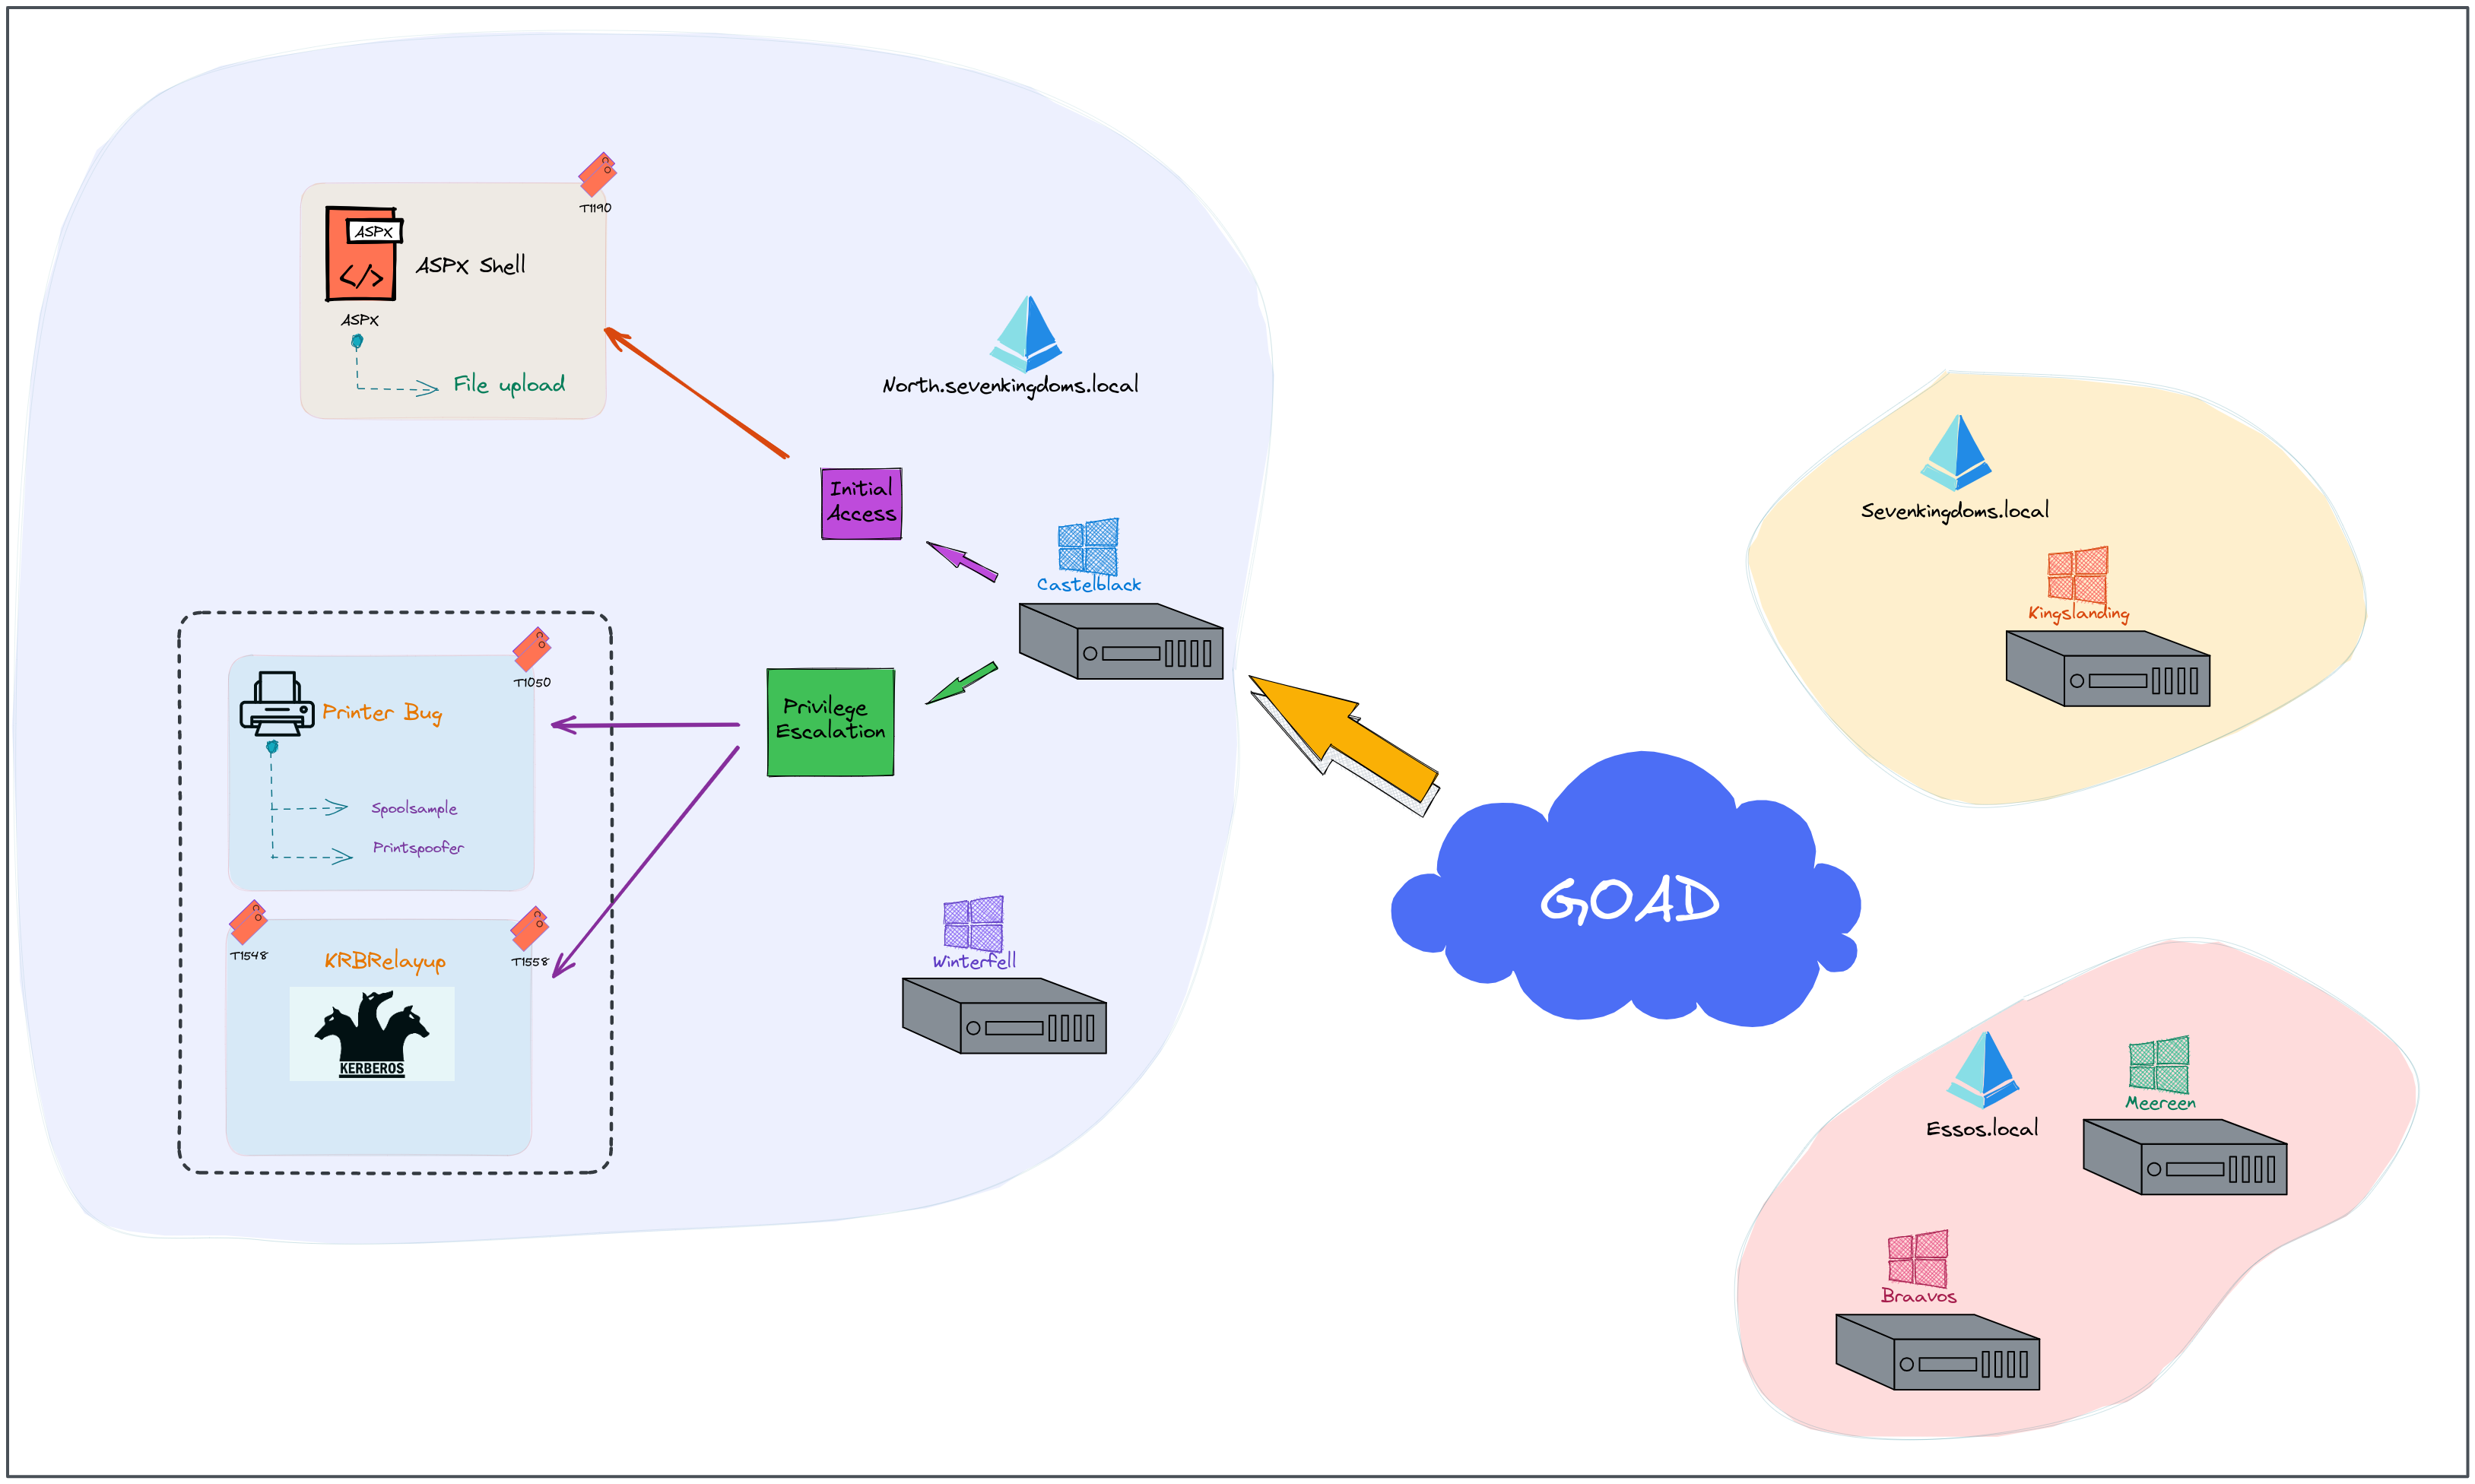 T1190
ASPX
ASPX Shell
</>
ASPX
File upload
North.sevenkingdoms.local
Initial
Access
Castelblack
T1050
Printer Bug
Privilege
Escalation
Spoolsample
Printspoofer
T1548
T1558
KRBRelayup
KERBEROS
Winterfell
GOAD
Sevenkingdoms.local
Kingslanding
Essos.local
Meereen
Braavos